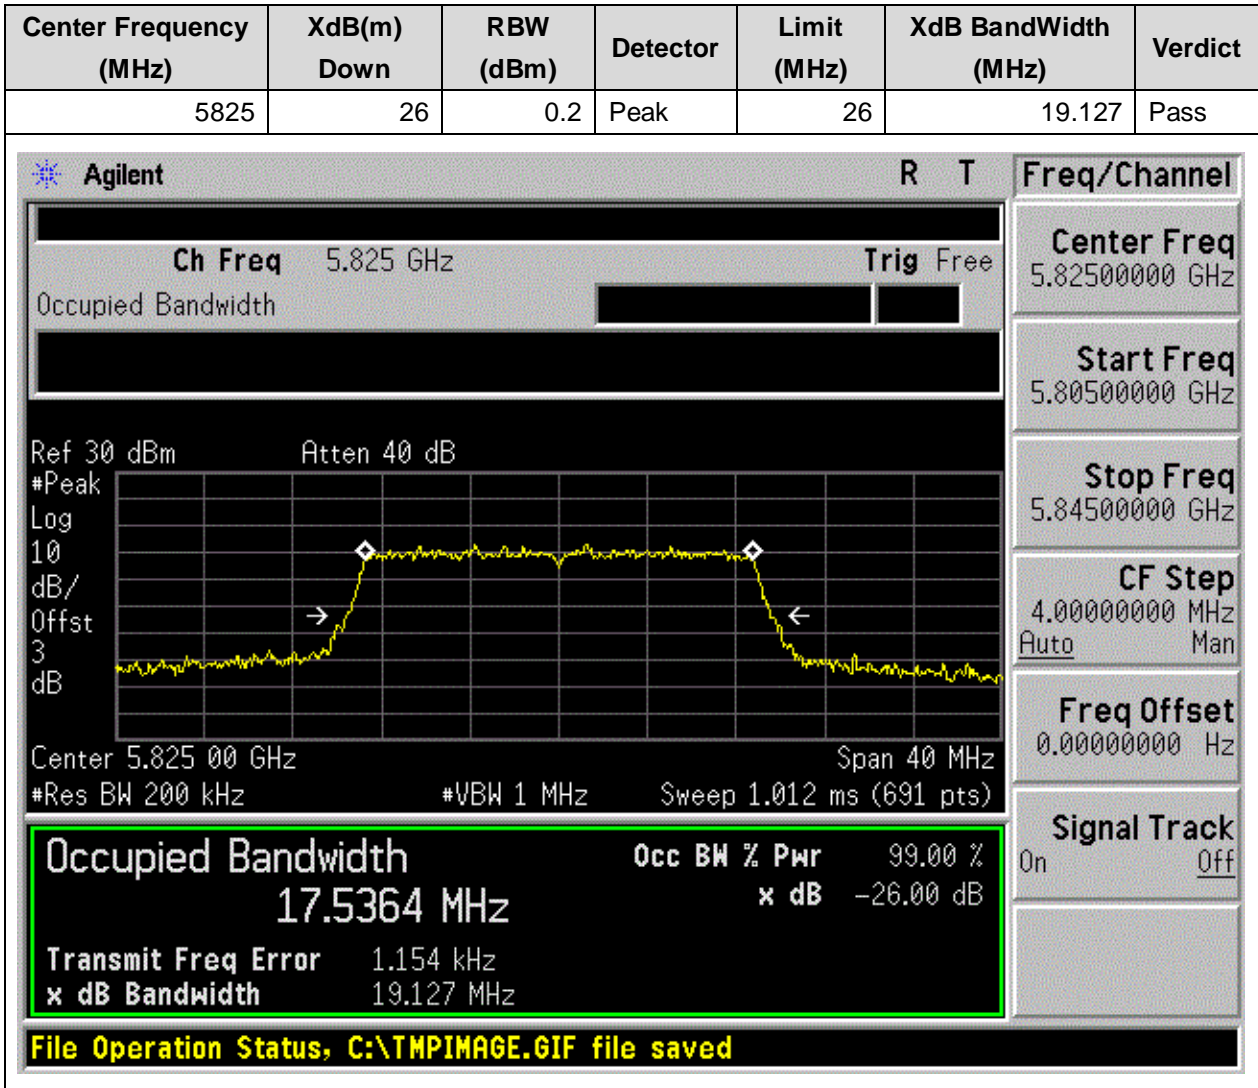 Center Frequency (MHz) XdB(m) Down RBW (dBm) Detector Limit (MHz) XdB BandWidth (MHz) Verdict
5825 26 0.2 Peak 26 19.127 Pass
Agilent R T Freq/Channel
Ch Freq 5.825 GHz Trig Free
Occupied Bandwidth
Center Freq
5.82500000 GHz
Start Freq
5.80500000 GHz
Stop Freq
5.84500000 GHz
CF Step
4.00000000 MHz
Auto Man
Freq Offset
0.00000000 Hz
Signal Track
On Off
Ref 30 dBm Atten 40 dB
#Peak
Log
10
dB/
Offst
3
dB
Center 5.825 00 GHz Span 40 MHz
#Res BW 200 kHz #VBW 1 MHz Sweep 1.012 ms (691 pts)
Occupied Bandwidth Occ BW % Pwr 99.00 %
17.5364 MHz x dB -26.00 dB
Transmit Freq Error 1.154 kHz
x dB Bandwidth 19.127 MHz
File Operation Status, C:\TMPIMAGE.GIF file saved